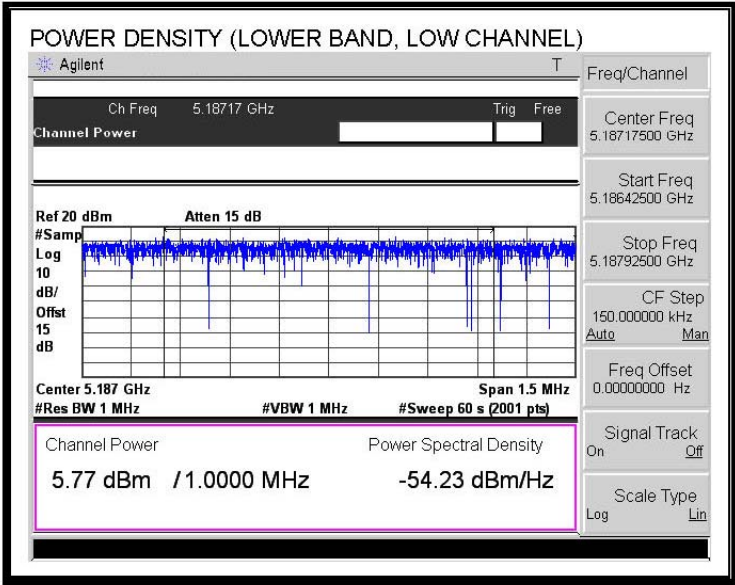 POWER DENSITY (LOWER BAND, LOW CHANNEL)
Agilent T
Ch Freq 5.18717 GHz Trig Free
Channel Power
Ref 20 dBm Atten 15 dB
#Samp
Log
10
dB/
Offst
15
dB
Center 5.187 GHz Span 1.5 MHz
#Res BW 1 MHz #VBW 1 MHz #Sweep 60 s (2001 pts)
Channel Power Power Spectral Density
5.77 dBm /1.0000 MHz -54.23 dBm/Hz
Freq/Channel
Center Freq
5.18717500 GHz
Start Freq
5.18642500 GHz
Stop Freq
5.18792500 GHz
CF Step
150.000000 kHz
Auto Man
Freq Offset
0.00000000 Hz
Signal Track
On Off
Scale Type
Log Lin